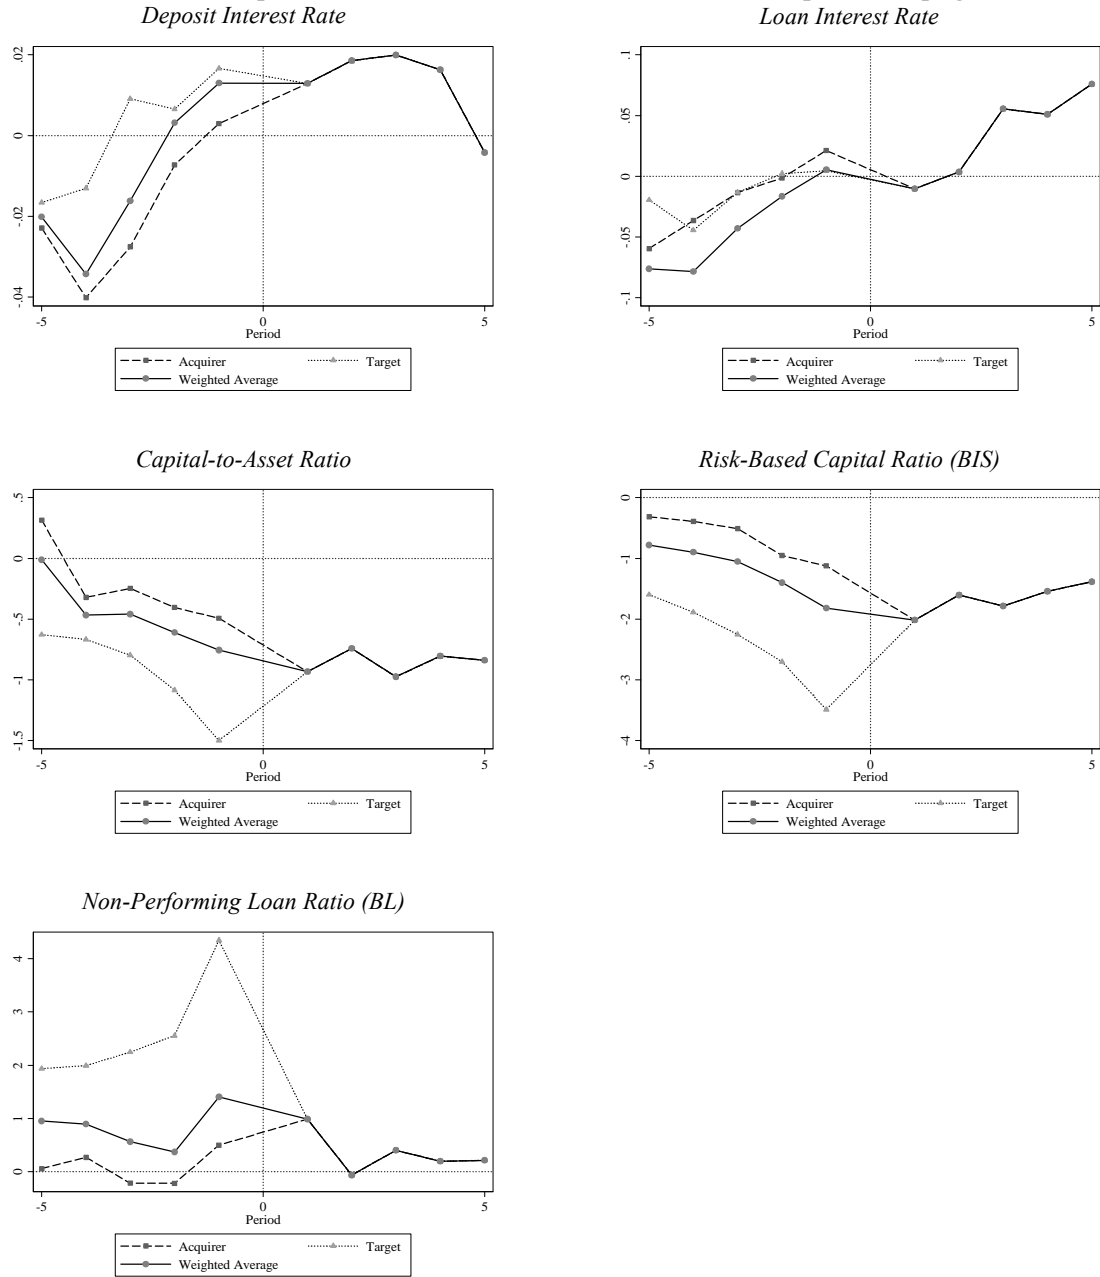 Deposit Interest Rate
.02
0
-.02
-.04
-5
0
5
Period
Acquirer
Target
Weighted Average
Loan Interest Rate
.1
.05
0
-.05
-.1
-5
0
5
Period
Acquirer
Target
Weighted Average
Capital-to-Asset Ratio
.5
0
-.5
-1
-1.5
-5
0
5
Period
Acquirer
Target
Weighted Average
Risk-Based Capital Ratio (BIS)
0
-1
-2
-3
-4
-5
0
5
Period
Acquirer
Target
Weighted Average
Non-Performing Loan Ratio (BL)
4
3
2
1
0
-5
0
5
Period
Acquirer
Target
Weighted Average